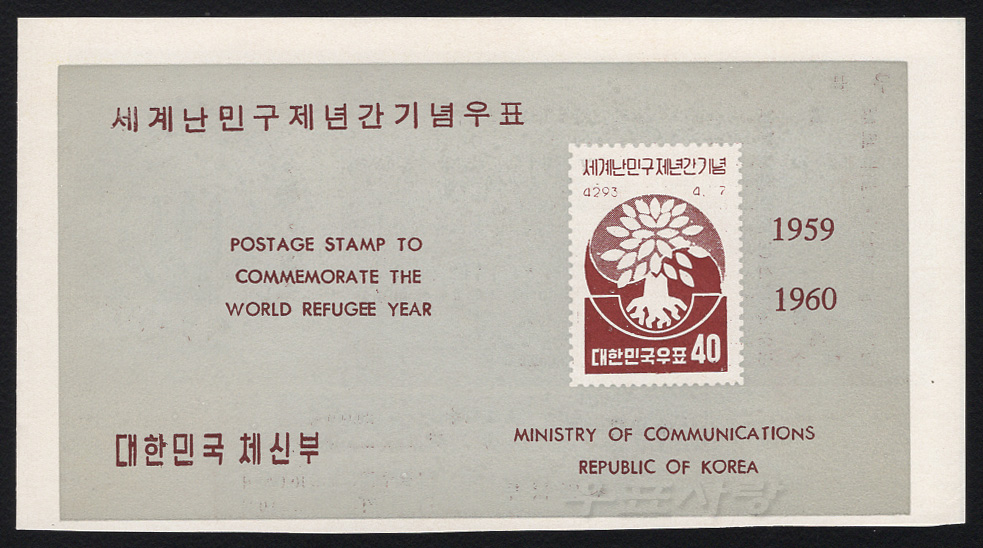 세계난민구제년간기념우표
세계난민구제년간기념
4293 4. 7
1959
POSTAGE STAMP TO
COMMEMORATE THE
WORLD REFUGEE YEAR
1960
대한민국우표 40
대한민국 체신부
MINISTRY OF COMMUNICATIONS
REPUBLIC OF KOREA
우표사랑